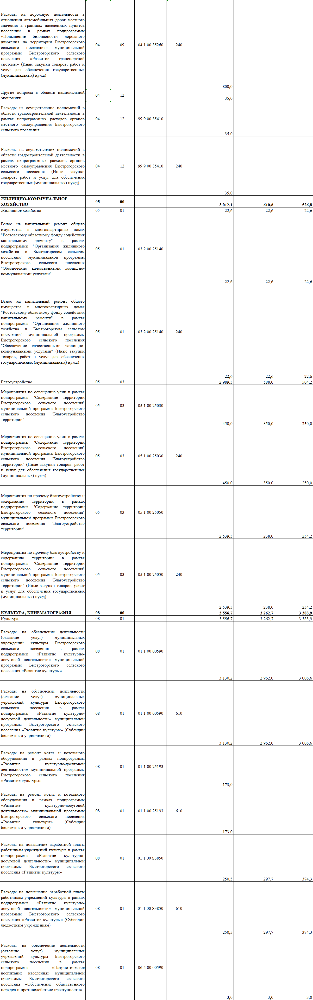 Расходы на дорожную деятельность в
отношении автомобильных дорог местного
значения в границах населенных пунктов
поселений в рамках подпрограммы
«Повышение безопасности дорожного
движения на территории Быстрогорского
сельского поселения» муниципальной
программы Быстрогорского сельского
поселения «Развитие транспортной
системы» (Иные закупки товаров, работ и
услуг для обеспечения государственных
(муниципальных) нужд)
04 09 04 1 00 85260 240
800,0
Другие вопросы в области национальной
экономики
04 12
35,0
Расходы на осуществление полномочий в
области градостроительной деятельности в
рамках непрограммных расходов органов
местного самоуправления Быстрогорского
сельского поселения
04 12 99 9 00 85410
35,0
Расходы на осуществление полномочий в
области градостроительной деятельности в
рамках непрограммных расходов органов
местного самоуправления Быстрогорского
сельского поселения (Иные закупки
товаров, работ и услуг для обеспечения
государственных (муниципальных) нужд)
04 12 99 9 00 85410 240
35,0
ЖИЛИЩНО-КОММУНАЛЬНОЕ
ХОЗЯЙСТВО
05 00
3 012,1 610,6 526,8
Жилищное хозяйство 05 01 22,6 22,6 22,6
Взнос на капитальный ремонт общего
имущества в многоквартирных домах
"Ростовскому областному фонду содействия
капитальному ремонту" в рамках
подпрограммы "Организация жилишного
хозяйства в Быстрогорском сельском
поселении" муниципальной программы
Быстрогорского сельского поселения
"Обеспечение качественными жилищно-
коммунальными услугами"
05 01 03 2 00 25140
22,6 22,6 22,6
Взнос на капитальный ремонт общего
имущества в многоквартирных домах
"Ростовскому областному фонду содействия
капитальному ремонту" в рамках
подпрограммы "Организация жилищного
хозяйства в Быстрогорском сельском
поселении" муниципальной программы
Быстрогорского сельского поселения
"Обеспечение качественными жилищно-
коммунальными услугами" (Иные закупки
товаров, работ и услуг для обеспечения
государственных (муниципальных) нужд)
05 01 03 2 00 25140 240
22,6 22,6 22,6
Благоустройство 05 03 2 989,5 588,0 504,2
Мероприятия по освещению улиц в рамках
подпрограммы "Содержание территории
Быстрогорского сельского поселения"
муниципальной программы Быстрогорского
сельского поселения "Благоустройство
территории"
05 03 05 1 00 25030
450,0 350,0 250,0
Мероприятия по освещению улиц в рамках
подпрограммы "Содержание территории
Быстрогорского сельского поселения"
муниципальной программы Быстрогорского
сельского поселения "Благоустройство
территории" (Иные закупки товаров, работ
и услуг для обеспечения государственных
(муниципальных) нужд)
05 03 05 1 00 25030 240
450,0 350,0 250,0
Мероприятия по прочему благоустройству и
содержанию территории в рамках
подпрограммы "Содержание территории
Быстрогорского сельского поселения"
муниципальной программы Быстрогорского
сельского поселения "Благоустройство
территории"
05 03 05 1 00 25050
2 539,5 238,0 254,2
Мероприятия по прочему благоустройству и
содержанию территории в рамках
подпрограммы "Содержание территории
Быстрогорского сельского поселения"
муниципальной программы Быстрогорского
сельского поселения "Благоустройство
территории" (Иные закупки товаров, работ
и услуг для обеспечения государственных
(муниципальных) нужд)
05 03 05 1 00 25050 240
2 539,5 238,0 254,2
КУЛЬТУРА, КИНЕМАТОГРАФИЯ 08 00 3 556,7 3 262,7 3 383,9
Культура 08 01 3 556,7 3 262,7 3 383,9
Расходы на обеспечение деятельности
(оказание услуг) муниципальных
учреждений культуры Быстрогорского
сельского поселения в рамках
подпрограммы «Развитие культурно-
досуговой деятельности» муниципальной
программы Быстрогорского сельского
поселения «Развитие культуры»
08 01 01 1 00 00590
3 130,2 2 962,0 3 006,6
Расходы на обеспечение деятельности
(оказание услуг) муниципальных
учреждений культуры Быстрогорского
сельского поселения в рамках
подпрограммы «Развитие культурно-
досуговой деятельности» муниципальной
программы Быстрогорского сельского
поселения «Развитие культуры» (Субсидии
бюджетным учреждениям)
08 01 01 1 00 00590 610
3 130,2 2 962,0 3 006,6
Расходы на ремонт котла и котельного
оборудования в рамках подпрограммы
«Развитие культурно-досуговой
деятельности» муниципальной программы
Быстрогорского сельского поселения
«Развитие культуры»
08 01 01 1 00 25193
173,0
Расходы на ремонт котла и котельного
оборудования в рамках подпрограммы
«Развитие культурно-досуговой
деятельности» муниципальной программы
Быстрогорского сельского поселения
«Развитие культуры» (Субсидии
бюджетным учреждениям)
08 01 01 1 00 25193 610
173,0
Расходы на повышение заработной платы
работникам учреждений культуры в рамках
подпрограммы «Развитие культурно-
досуговой деятельности» муниципальной
программы Быстрогорского сельского
поселения «Развитие культуры»
08 01 01 1 00 S3850
250,5 297,7 374,3
Расходы на повышение заработной платы
работникам учреждений культуры в рамках
подпрограммы «Развитие культурно-
досуговой деятельности» муниципальной
программы Быстрогорского сельского
поселения «Развитие культуры» (Субсидии
бюджетным учреждениям)
08 01 01 1 00 S3850 610
250,5 297,7 374,3
Расходы на обеспечение деятельности
(оказание услуг) муниципальных
учреждений культуры Быстрогорского
сельского поселения в рамках
подпрограммы «Патриотическое
воспитание населения» муниципальной
программы Быстрогорского сельского
поселения «Обеспечение общественного
порядка и противодействие преступности»
08 01 06 4 00 00590
3,0 3,0 3,0